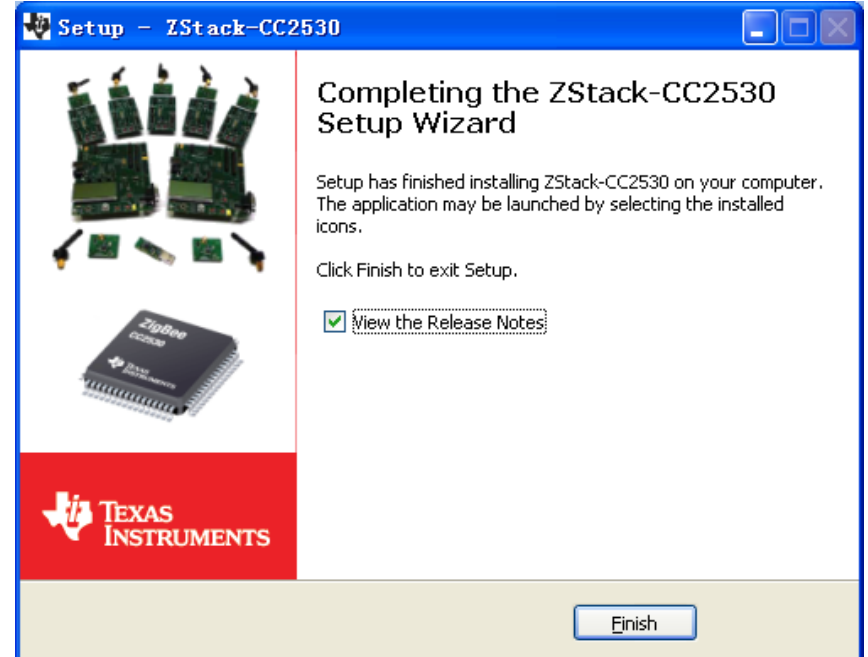 Setup - ZStack-CC2530
Completing the ZStack-CC2530
Setup Wizard
Setup has finished installing ZStack-CC2530 on your computer.
The application may be launched by selecting the installed
icons.
Click Finish to exit Setup.
View the Release Notes
ZigBee
CC2530
TEXAS
INSTRUMENTS
TEXAS
INSTRUMENTS
Finish